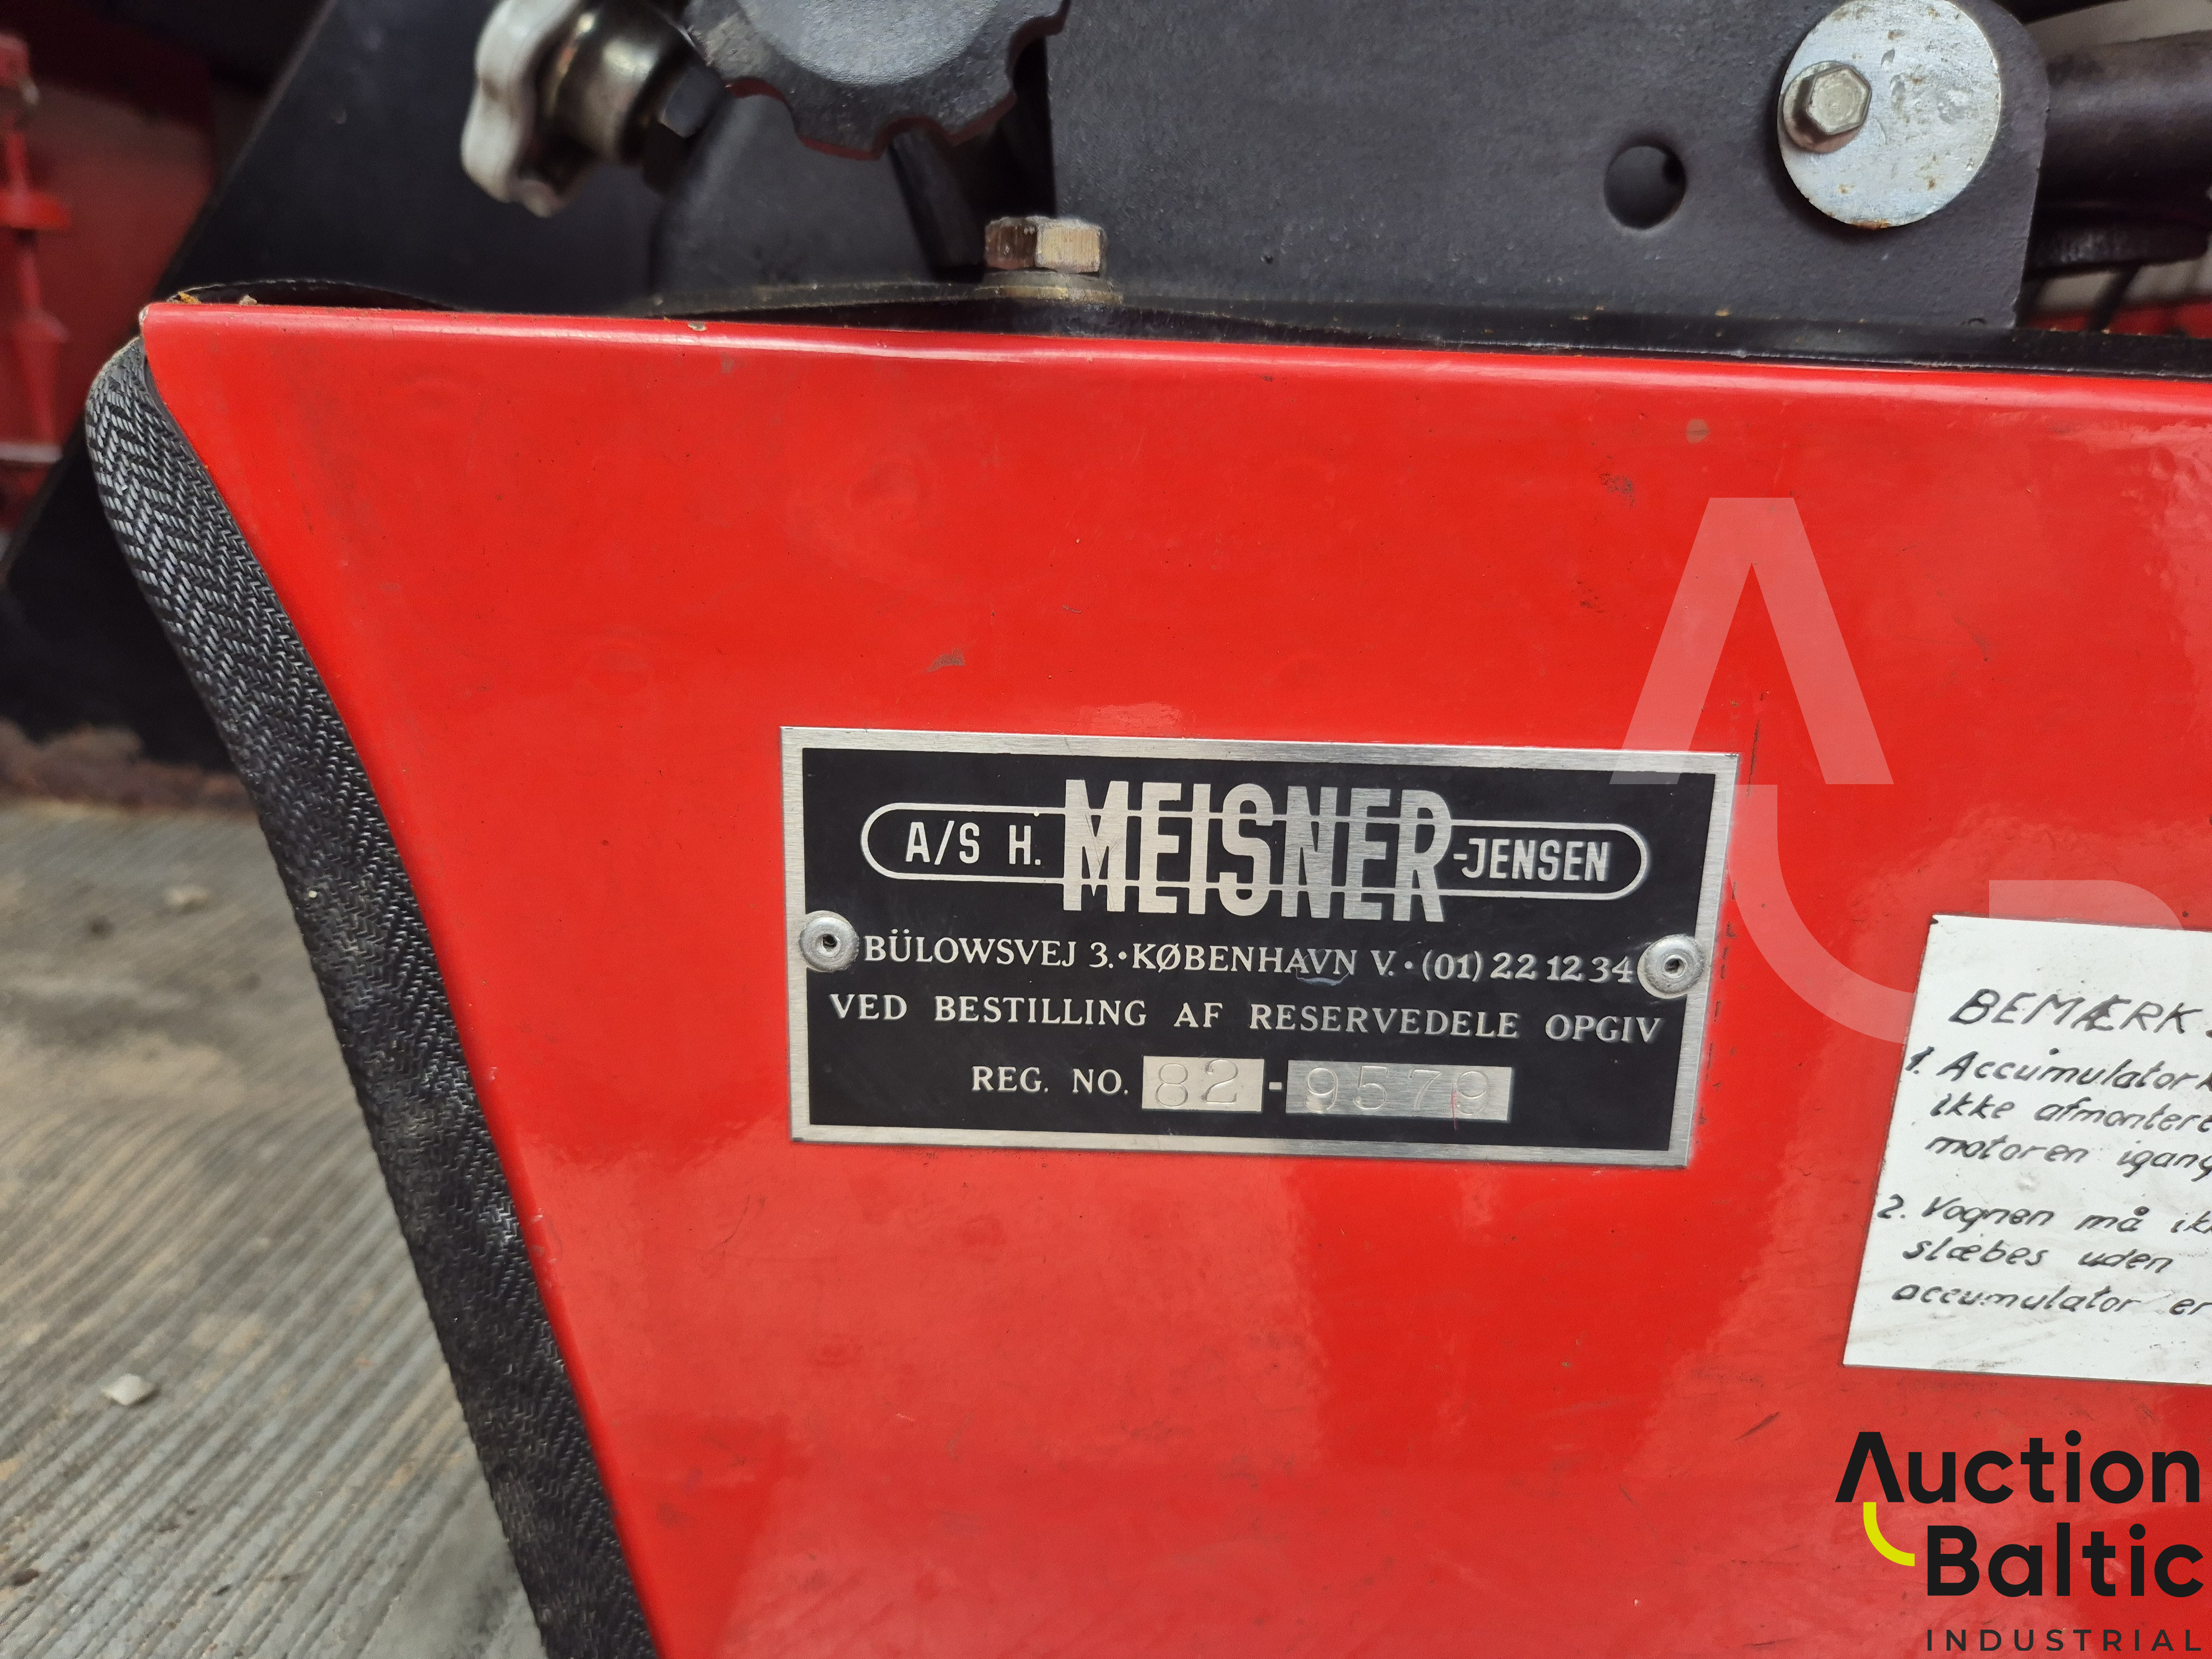 A/S H. MEISNER-JENSEN
BÜLOWSVEJ 3. · KØBENHAVN V. · (01) 22 12 34
VED BESTILLING AF RESERVEDELE OPGIV
REG. NO. 82-9579
BEMÆRK
1. Accumulator
ikke afmontere
motoren igang
2. Vognen må
slæbes uden
accumulator er
Auction
Baltic
INDUSTRIAL